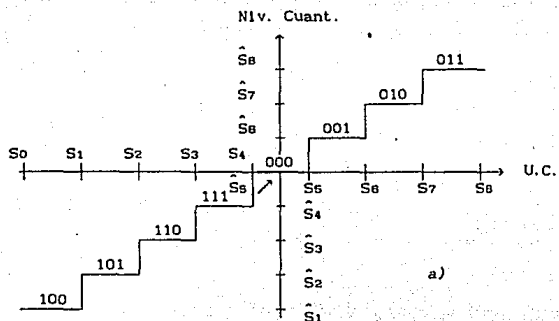 Niv. Cuant.
Ŝ8
011
Ŝ7
010
Ŝ6
001
S0 S1 S2 S3 S4
000
U.C.
Ŝ5
S5 S6 S7 S8
111
Ŝ4
110
Ŝ3
101
Ŝ2
a)
100
Ŝ1